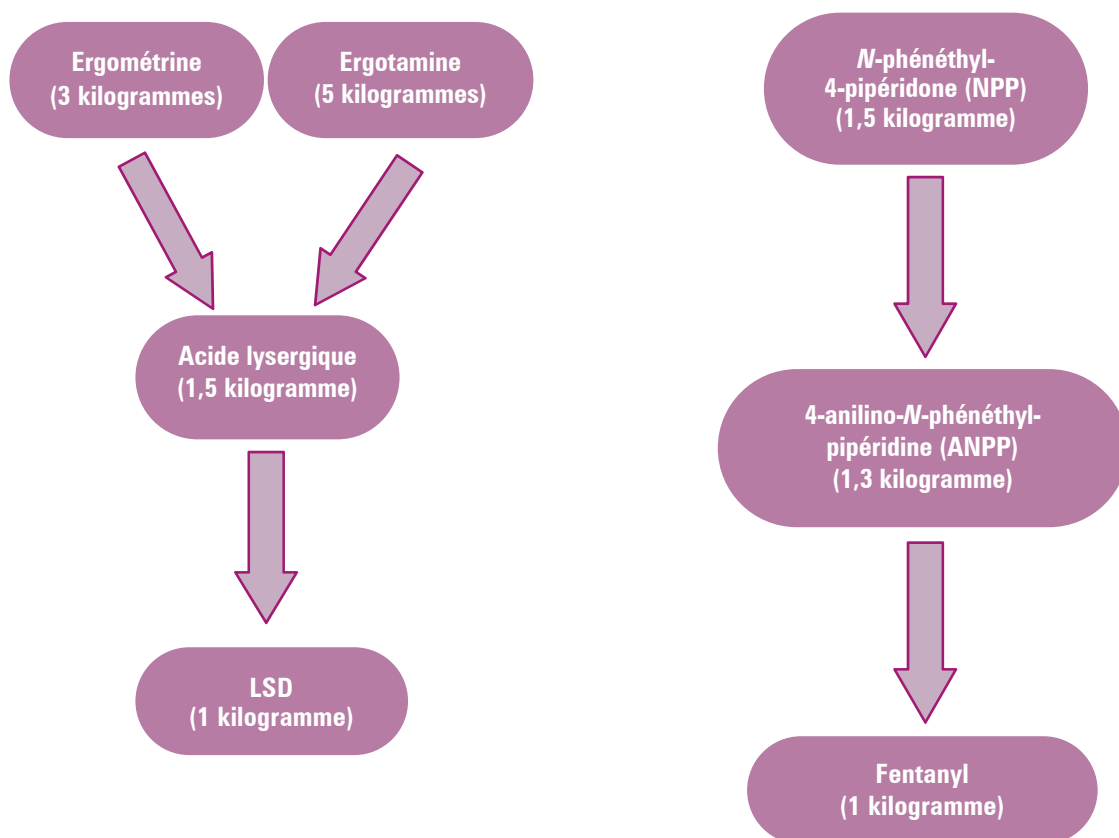 Ergométrine
(3 kilogrammes)
Ergotamine
(5 kilogrammes)
Acide lysergique
(1,5 kilogramme)
LSD
(1 kilogramme)
N-phénéthyl-
4-pipéridone (NPP)
(1,5 kilogramme)
4-anilino-N-phénéthyl-
pipéridine (ANPP)
(1,3 kilogramme)
Fentanyl
(1 kilogramme)